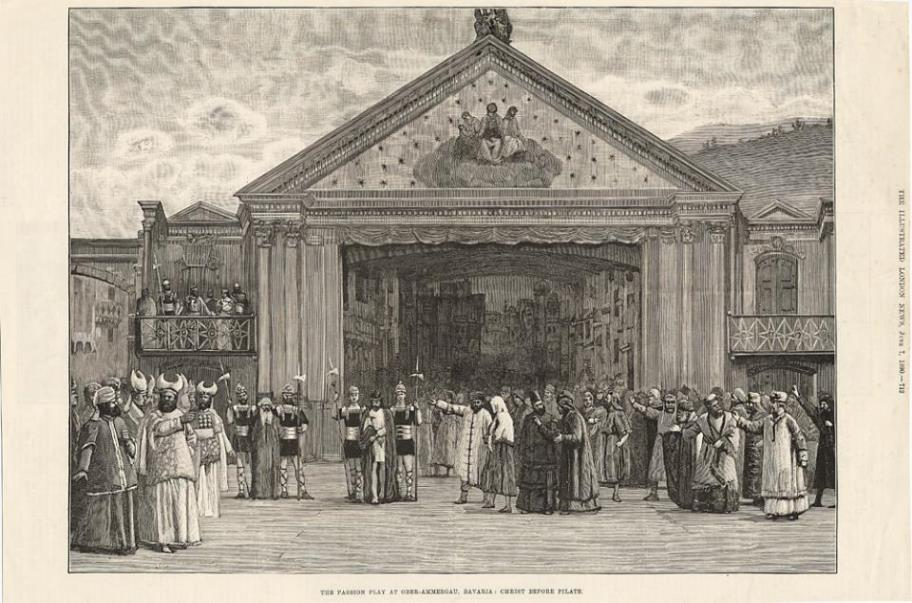 THE PASSION PLAY AT OBER-AMMERGAU, BAVARIA: CHRIST BEFORE PILATE.
THE ILLUSTRATED LONDON NEWS, JUNE 7, 1890.—712